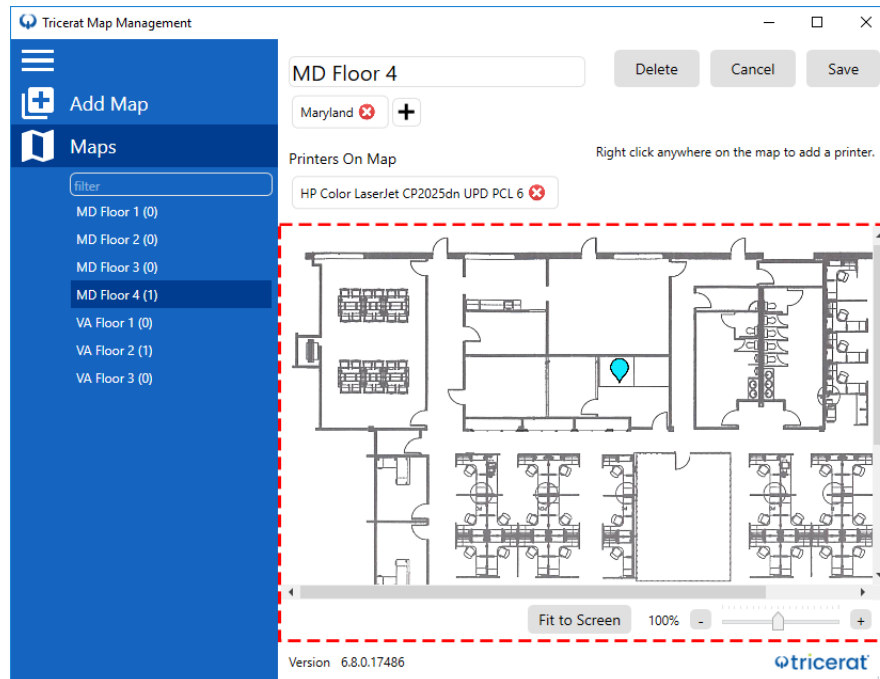 Tricerat Map Management
Add Map
Maps
filter
MD Floor 1 (0)
MD Floor 2 (0)
MD Floor 3 (0)
MD Floor 4 (1)
VA Floor 1 (0)
VA Floor 2 (1)
VA Floor 3 (0)
MD Floor 4
Delete
Cancel
Save
Maryland
Printers On Map
Right click anywhere on the map to add a printer.
HP Color LaserJet CP2025dn UPD PCL 6
Fit to Screen
100%
-
+
Version 6.8.0.17486
tricerat